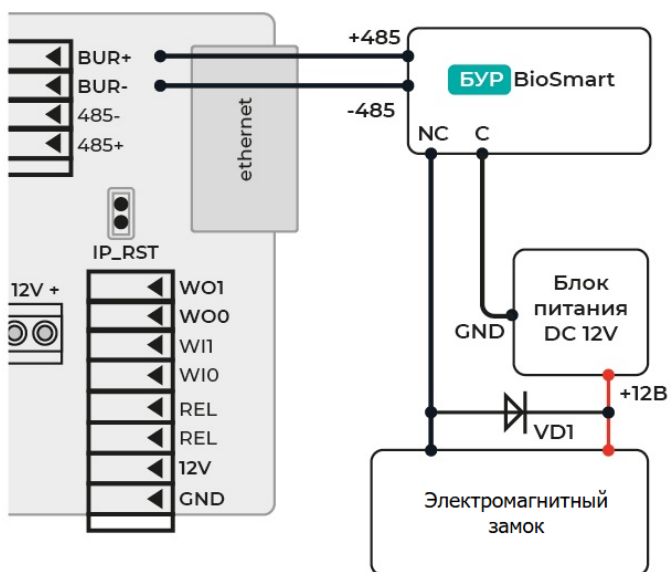 BUR+
BUR-
485-
485+
ethernet
+485
-485
БУР BioSmart
NC
C
IP_RST
12V +
WO1
WO0
WI1
WI0
REL
REL
12V
GND
Блок
питания
DC 12V
GND
+12В
VD1
Электромагнитный
замок